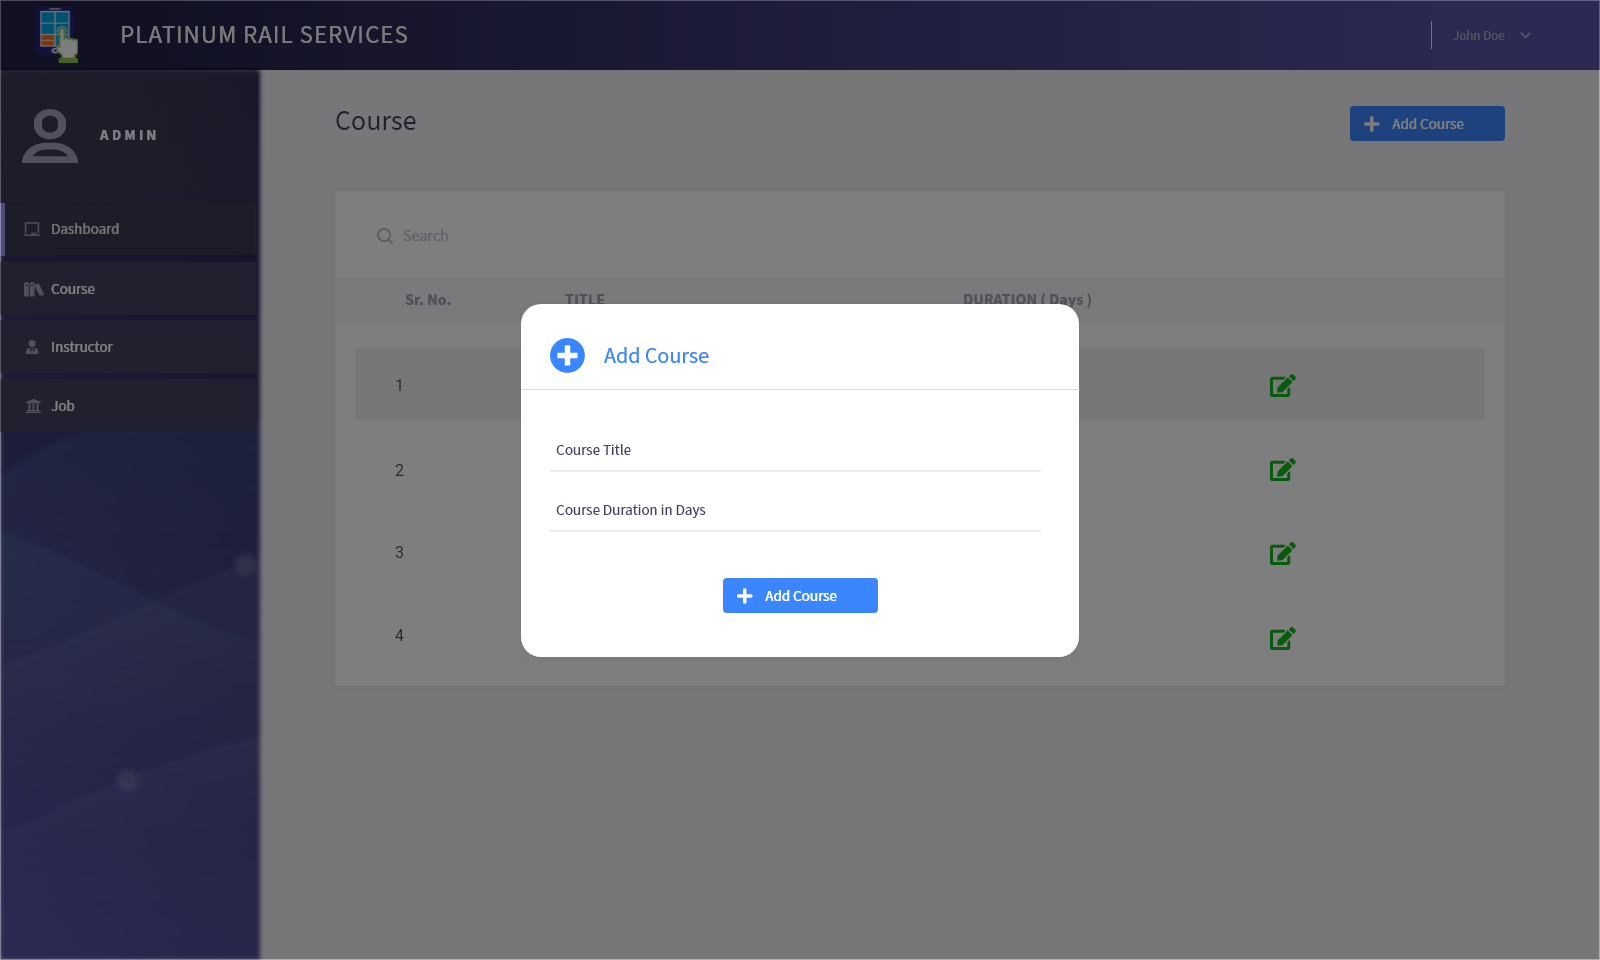 PLATINUM RAIL SERVICES
John Doe
ADMIN
Dashboard
Course
Instructor
Job
Course
Add Course
Search
Sr. No. TITLE DURATION ( Days )
1
2
3
4
Add Course
Course Title
Course Duration in Days
Add Course